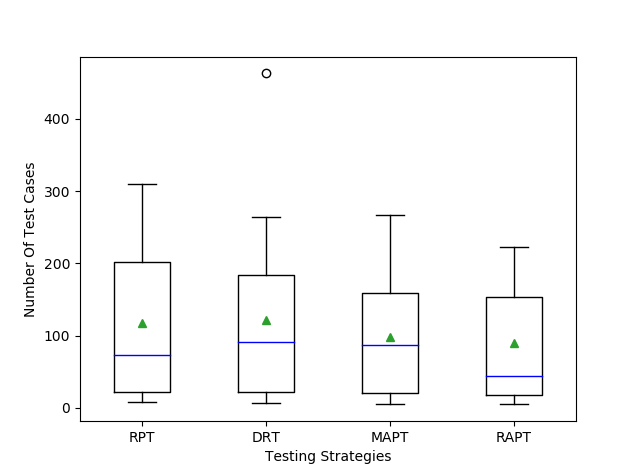 400
300
200
100
0
Number Of Test Cases
RPT DRT MAPT RAPT
Testing Strategies